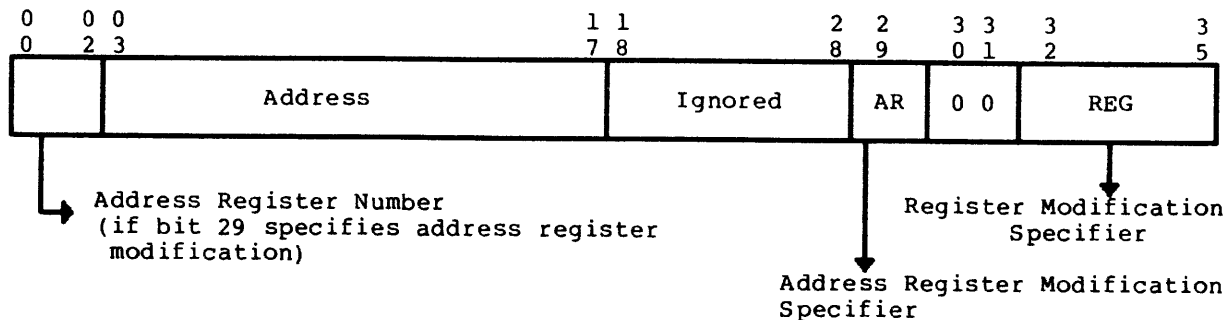 0 0 0 1 1 2 2 3 3 3 3
0 2 3 7 8 8 9 0 1 2 5
Address Ignored AR 0 0 REG
Address Register Number
(if bit 29 specifies address register
modification)
Register Modification
Specifier
Address Register Modification
Specifier